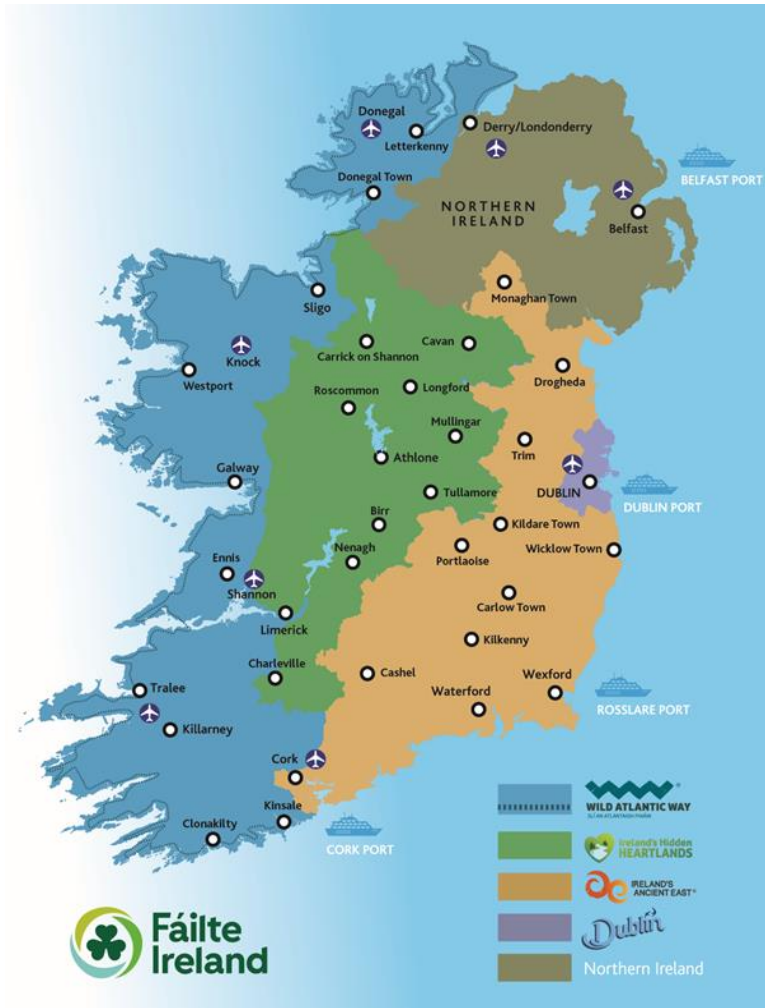 Donegal
Letterkenny
Derry/Londonderry
BELFAST PORT
Donegal Town
NORTHERN
IRELAND
Belfast
Monaghan Town
Sligo
Carrick on Shannon
Cavan
Knock
Westport
Drogheda
Longford
Roscommon
Mullingar
Trim
Athlone
Galway
Tullamore
DUBLIN
DUBLIN PORT
Birr
Kildare Town
Nenagh
Portlaoise
Wicklow Town
Ennis
Shannon
Carlow Town
Limerick
Kilkenny
Charleville
Cashel
Wexford
Tralee
Waterford
ROSSLARE PORT
Killarney
Cork
Kinsale
Clonakilty
CORK PORT
WILD ATLANTIC WAY
Ireland's Hidden
HEARTLANDS
IRELAND'S
ANCIENT EAST®
Dublin
Northern Ireland
Fáilte
Ireland